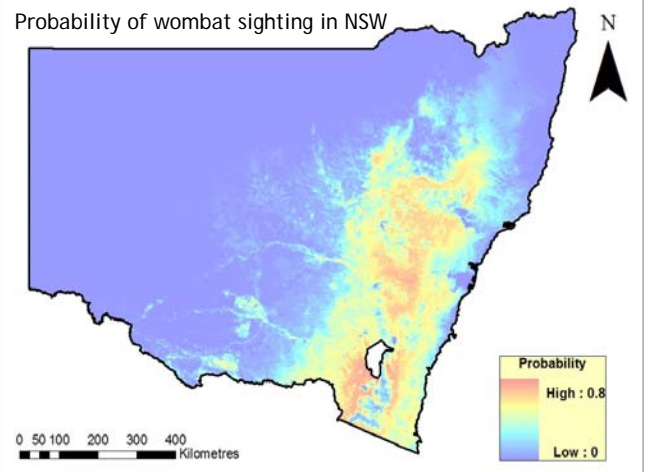 Probability of wombat sighting in NSW
N
Probability
High : 0.8
Low : 0
0 50 100 200 300 400
Kilometres